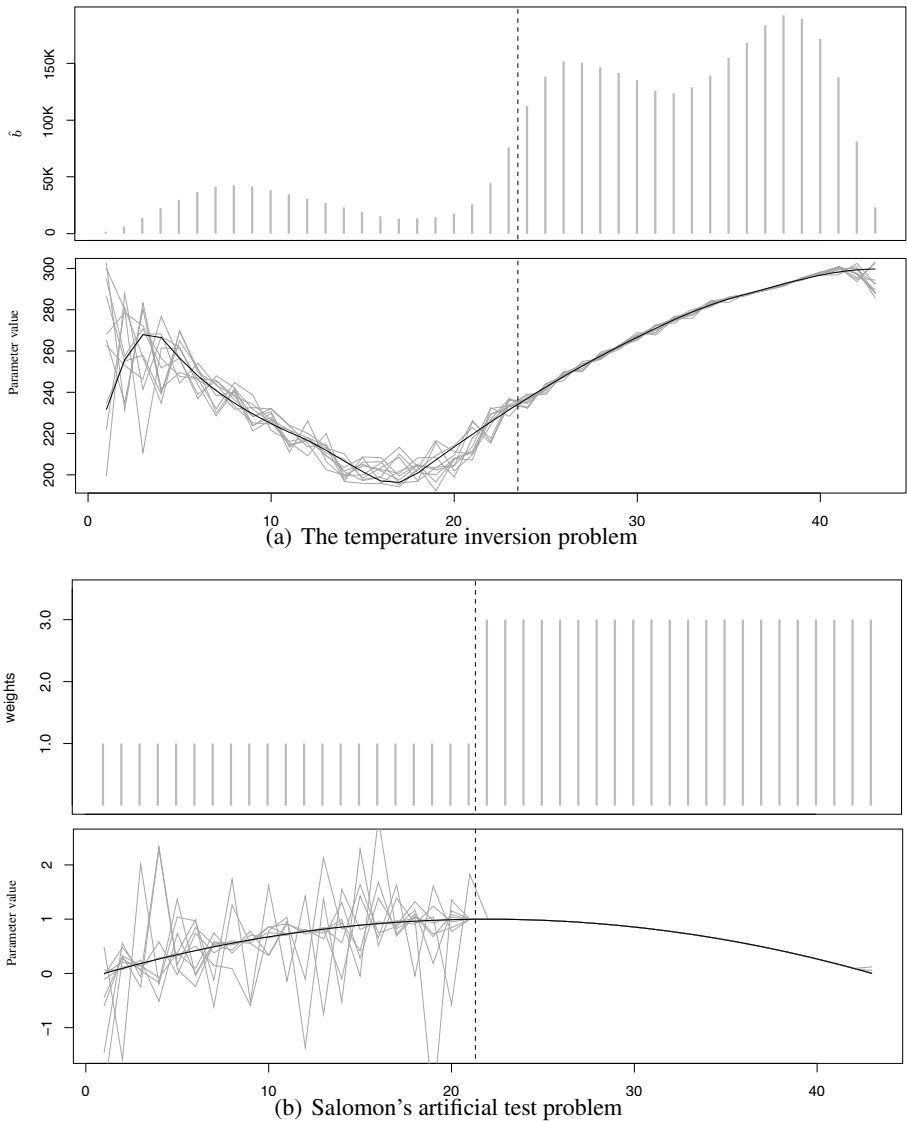 b̂
0
50K
100K
150K
Parameter value
200
220
240
260
280
300
0 10 20 30 40
(a) The temperature inversion problem
weights
1.0
2.0
3.0
Parameter value
−1
0
1
2
0 10 20 30 40
(b) Salomon's artificial test problem